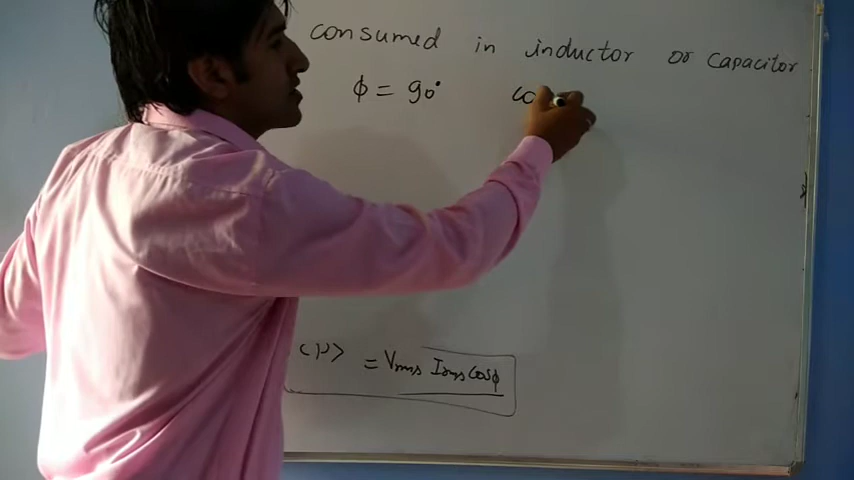 consumed in inductor or capacitor
ϕ = 90° co
<P> = Vrms Irms Cosϕ